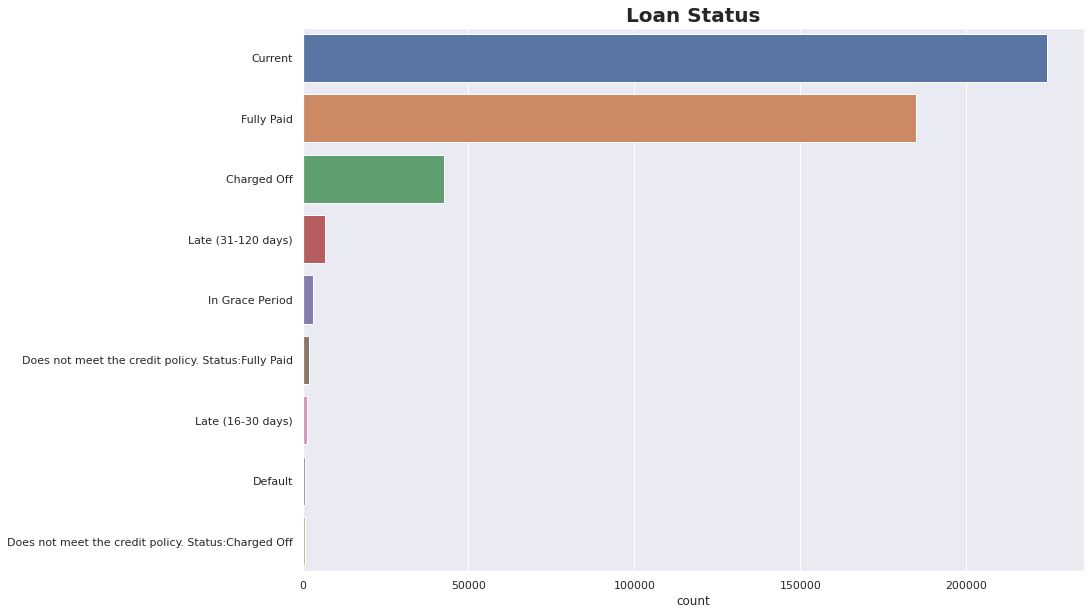 Loan Status
Current
Fully Paid
Charged Off
Late (31-120 days)
In Grace Period
Does not meet the credit policy. Status:Fully Paid
Late (16-30 days)
Default
Does not meet the credit policy. Status:Charged Off
0 50000 100000 150000 200000
count